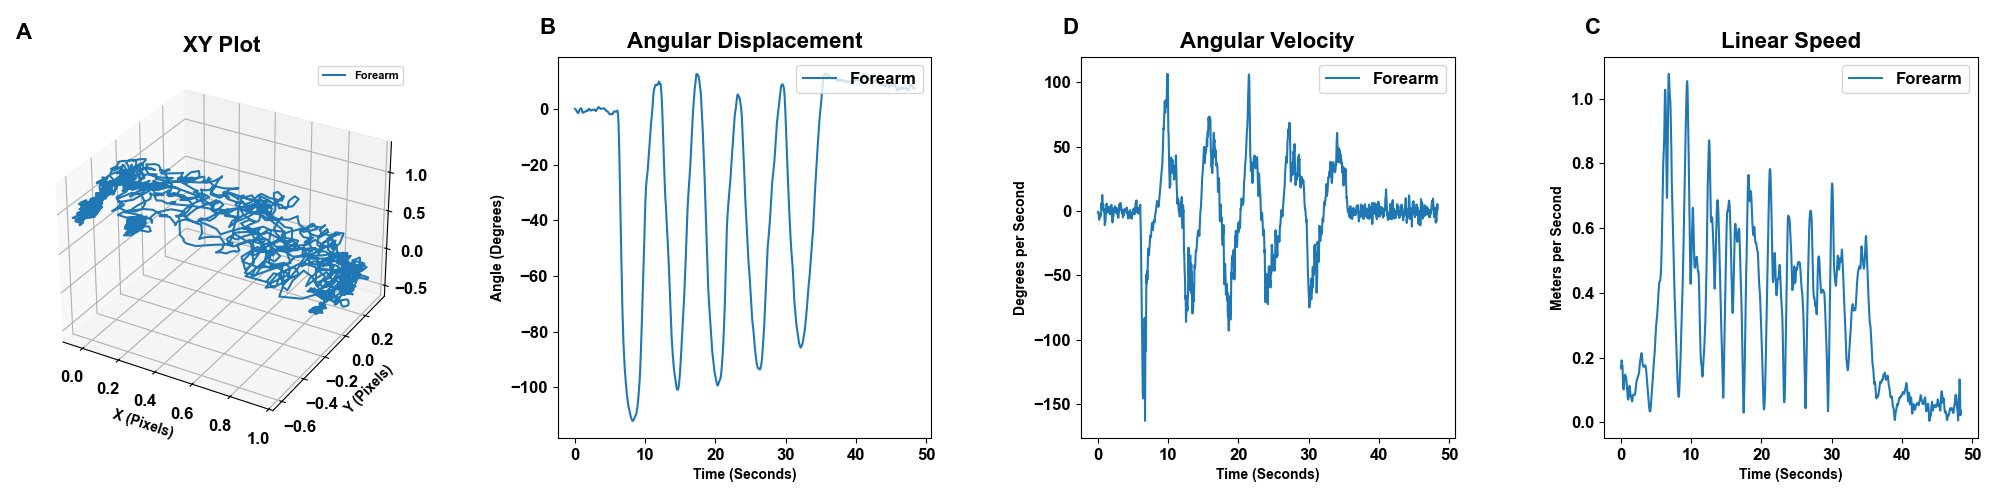 A
XY Plot
Forearm
1.0
0.5
0.0
−0.5
0.2
0.0
−0.2
−0.4
−0.6
Y (Pixels)
0.0
0.2
0.4
0.6
0.8
1.0
X (Pixels)
B
Angular Displacement
Forearm
0
−20
−40
−60
−80
−100
Angle (Degrees)
0 10 20 30 40 50
Time (Seconds)
D
Angular Velocity
Forearm
100
50
0
−50
−100
−150
Degrees per Second
0 10 20 30 40 50
Time (Seconds)
C
Linear Speed
Forearm
1.0
0.8
0.6
0.4
0.2
0.0
Meters per Second
0 10 20 30 40 50
Time (Seconds)